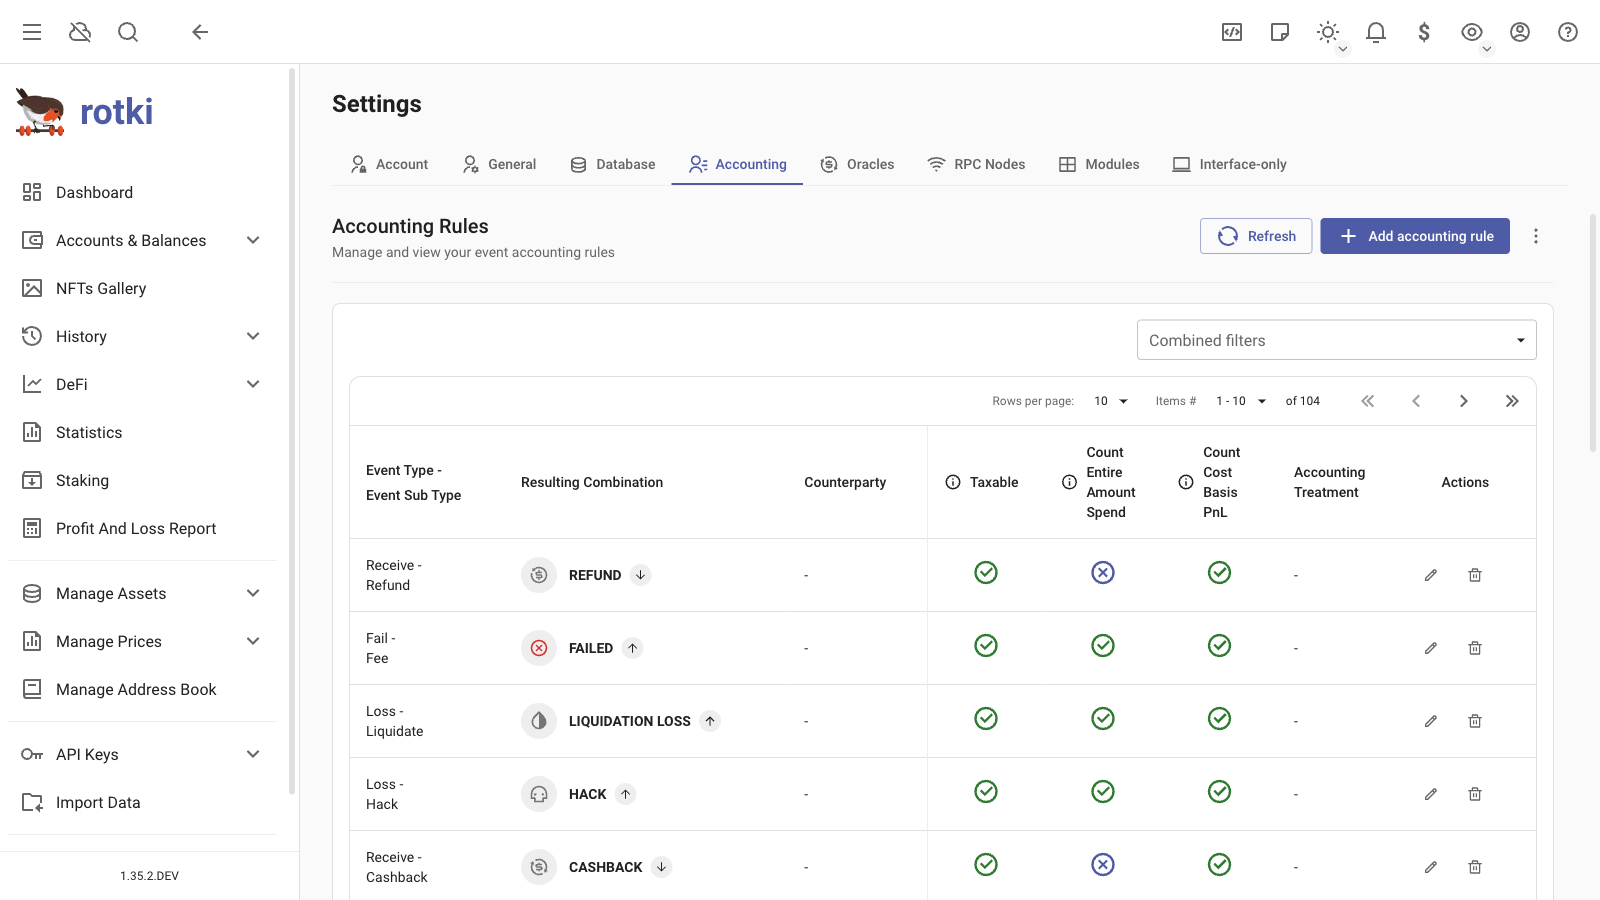 rotki
Dashboard
Accounts & Balances
NFTs Gallery
History
DeFi
Statistics
Staking
Profit And Loss Report
Manage Assets
Manage Prices
Manage Address Book
API Keys
Import Data
1.35.2.DEV
Settings
Account
General
Database
Accounting
Oracles
RPC Nodes
Modules
Interface-only
Accounting Rules
Manage and view your event accounting rules
Refresh
Add accounting rule
Combined filters
Rows per page: 10 Items # 1 - 10 of 104
Event Type -
Event Sub Type
Resulting Combination
Counterparty
Taxable
Count
Entire
Amount
Spend
Count
Cost
Basis
PnL
Accounting
Treatment
Actions
Receive -
Refund
REFUND
-
-
Fail -
Fee
FAILED
-
-
Loss -
Liquidate
LIQUIDATION LOSS
-
-
Loss -
Hack
HACK
-
-
Receive -
Cashback
CASHBACK
-
-